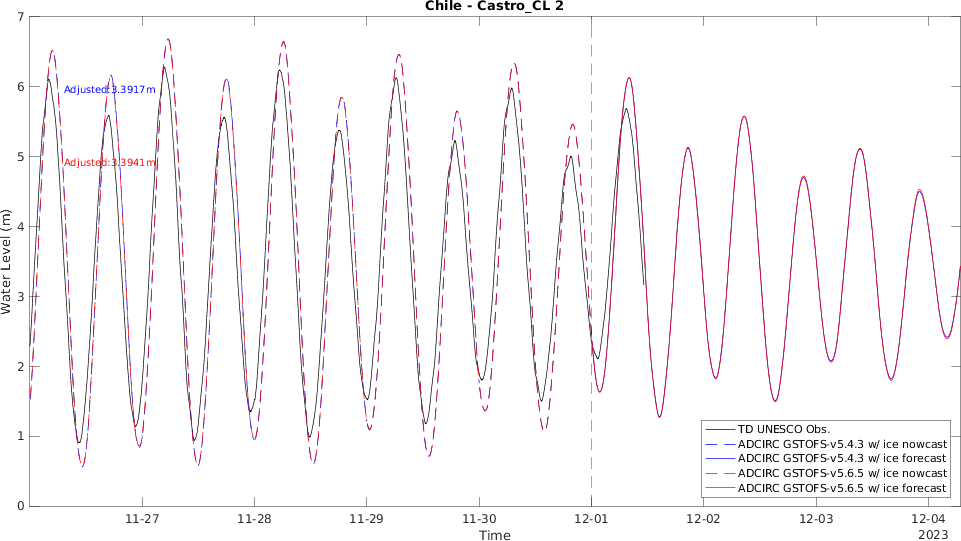 Chile - Castro_CL 2
7
6
5
4
3
2
1
0
Water Level (m)
Adjusted:3.3917m
Adjusted:3.3941m
TD UNESCO Obs.
ADCIRC GSTOFS-v5.4.3 w/ ice nowcast
ADCIRC GSTOFS-v5.4.3 w/ ice forecast
ADCIRC GSTOFS-v5.6.5 w/ ice nowcast
ADCIRC GSTOFS-v5.6.5 w/ ice forecast
11-27 11-28 11-29 11-30 12-01 12-02 12-03 12-04
Time
2023